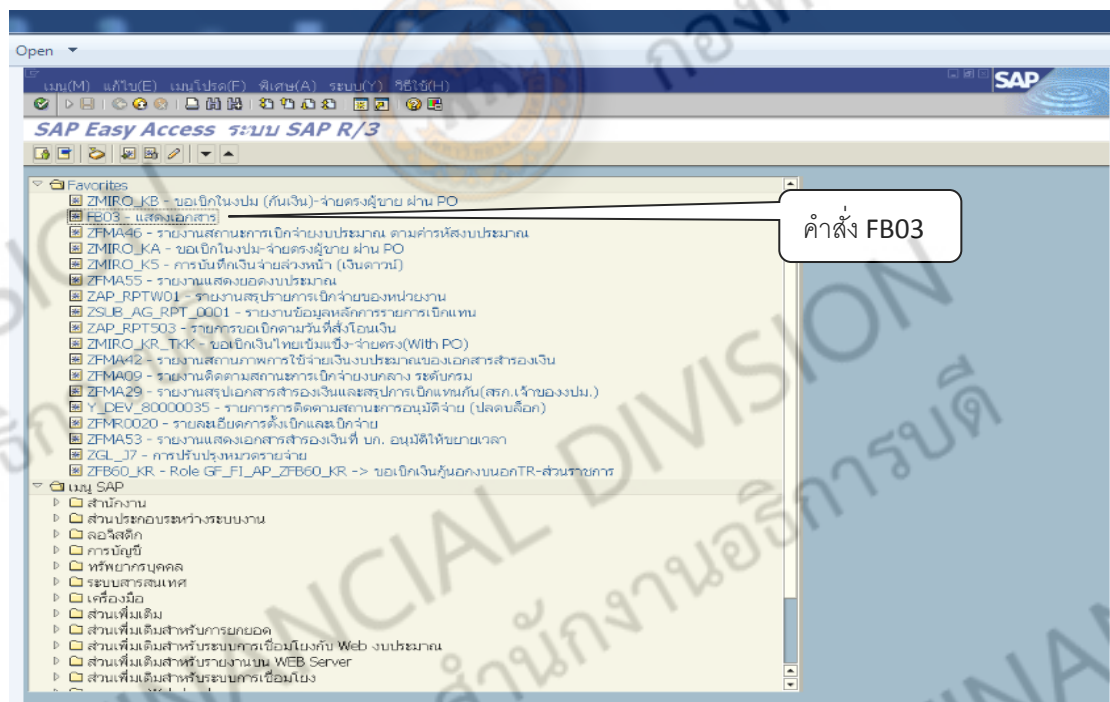 Open
เมนู(M) แก้ไข(E) เมนูโปรด(F) พิเศษ(A) ระบบ(Y) วิธีใช้(H)
SAP
SAP Easy Access ระบบ SAP R/3
Favorites
ZMIRO_KB - ขอเบิกในงปม (กันเงิน)-จ่ายตรงผู้ขาย ผ่าน PO
FB03 - แสดงเอกสาร
คำสั่ง FB03
ZFMA46 - รายงานสถานะการเบิกจ่ายงบประมาณ ตามค่ารหัสงบประมาณ
ZMIRO_KA - ขอเบิกในงปม-จ่ายตรงผู้ขาย ผ่าน PO
ZMIRO_K5 - การบันทึกเงินจ่ายล่วงหน้า (เงินดาวน์)
ZFMA55 - รายงานแสดงยอดงบประมาณ
ZAP_RPTW01 - รายงานสรุปรายการเบิกจ่ายของหน่วยงาน
ZSUB_AG_RPT_0001 - รายงานข้อมูลหลักการรายการเบิกแทน
ZAP_RPT503 - รายการขอเบิกตามวันที่สั่งโอนเงิน
ZMIRO_KR_TKK - ขอเบิกเงินไทยเข้มแข็ง-จ่ายตรง(With PO)
ZFMA42 - รายงานสถานภาพการใช้จ่ายเงินงบประมาณของเอกสารสำรองเงิน
ZFMA09 - รายงานติดตามสถานะการเบิกจ่ายงบกลาง ระดับกรม
ZFMA29 - รายงานสรุปเอกสารสำรองเงินและสรุปการเบิกแทนกัน(สรก.เจ้าของงปม.)
Y_DEV_80000035 - รายการการติดตามสถานะการอนุมัติจ่าย (ปลดบล็อก)
ZFMR0020 - รายละเอียดการตั้งเบิกและเบิกจ่าย
ZFMA53 - รายงานแสดงเอกสารสำรองเงินที่ บก. อนุมัติให้ขยายเวลา
ZGL_J7 - การปรับปรุงหมวดรายจ่าย
ZFB60_KR - Role GF_FI_AP_ZFB60_KR -> ขอเบิกเงินกู้นอกงบนอกTR-ส่วนราชการ
เมนู SAP
สำนักงาน
ส่วนประกอบระหว่างระบบงาน
ลอจิสติก
การบัญชี
ทรัพยากรบุคคล
ระบบสารสนเทศ
เครื่องมือ
ส่วนเพิ่มเติม
ส่วนเพิ่มเติมสำหรับการยกยอด
ส่วนเพิ่มเติมสำหรับระบบการเชื่อมโยงกับ Web งบประมาณ
ส่วนเพิ่มเติมสำหรับรายงานบน WEB Server
ส่วนเพิ่มเติมสำหรับระบบการเชื่อมโยง
FINANCIAL DIVISION
สำนักงานอธิการบดี